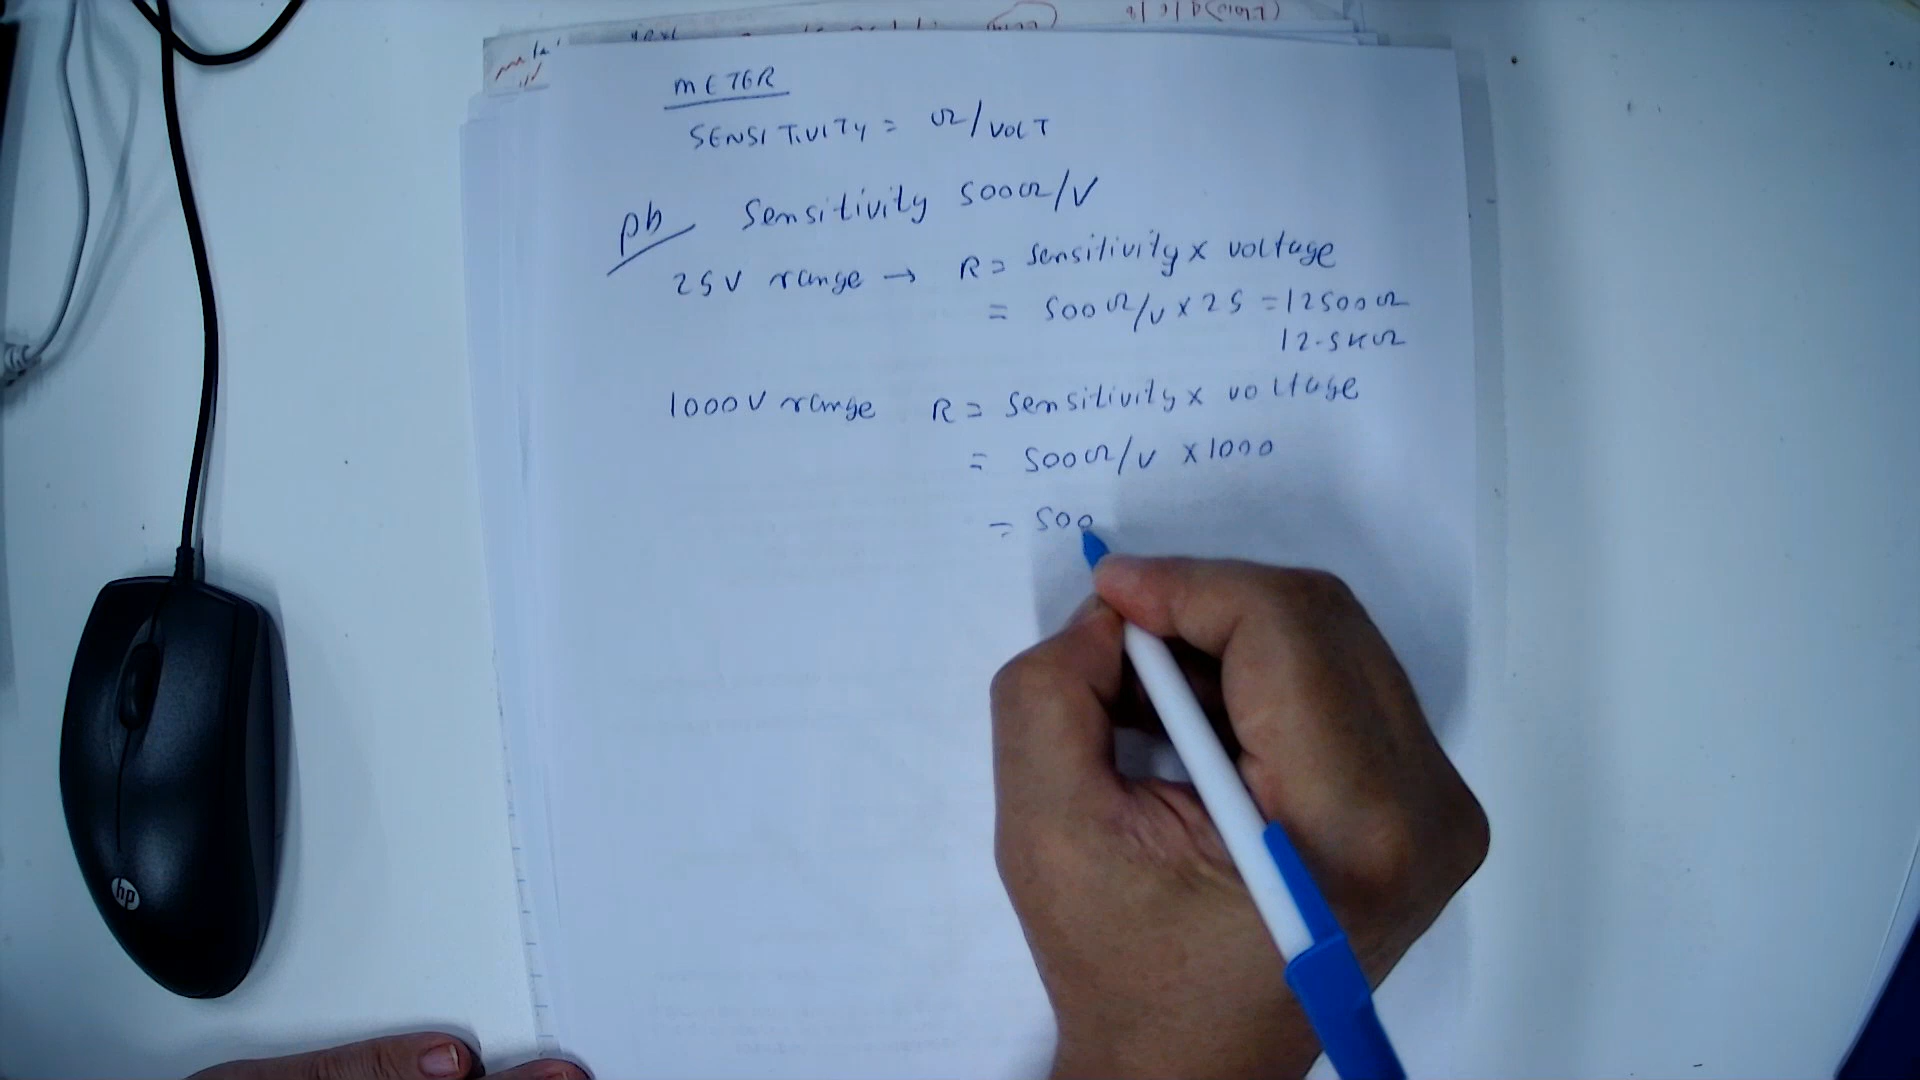 METER
SENSITIVITY = Ω/VOLT
Pb Sensitivity 500Ω/V
25V range → R = sensitivity x voltage
= 500Ω/V x 25 = 12500Ω
12.5KΩ
1000V range R = sensitivity x voltage
= 500Ω/V x 1000
= 500
hp